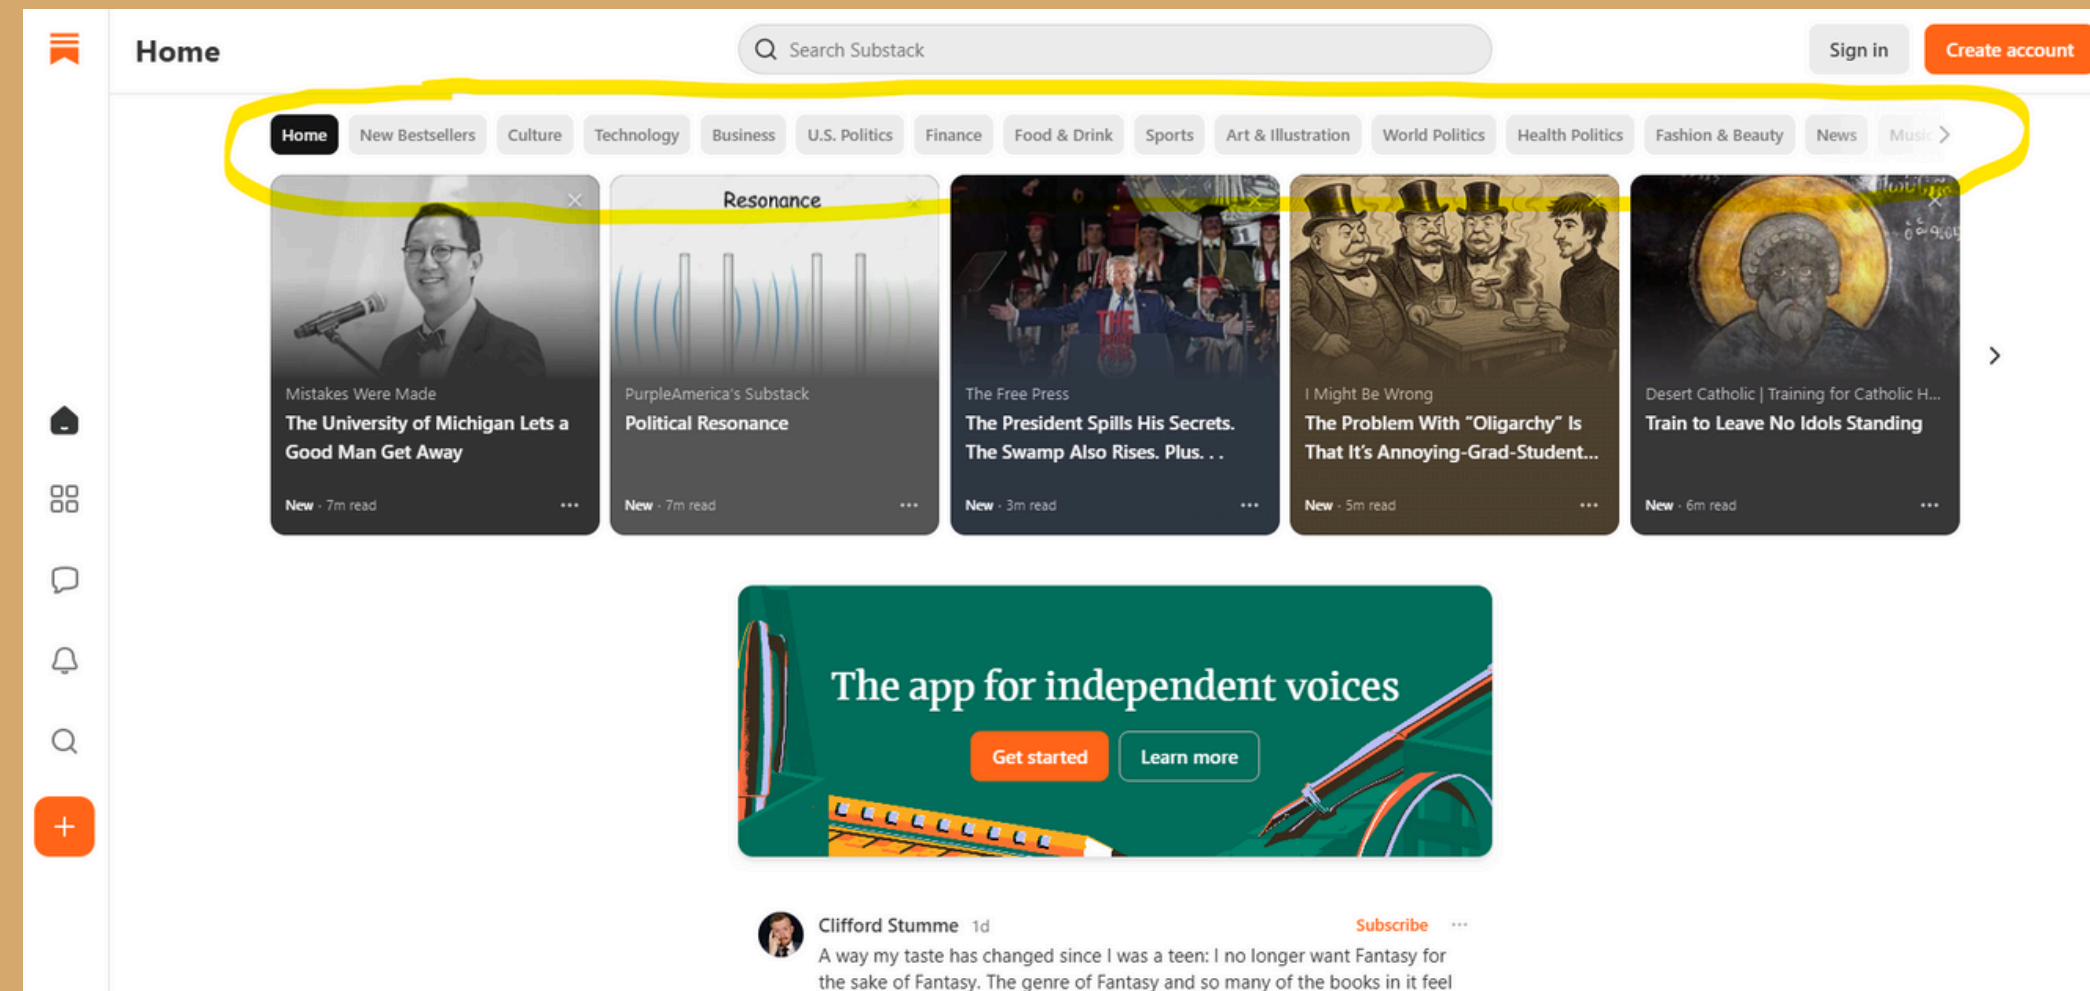 Home
Search Substack
Sign in
Create account
Home
New Bestsellers
Culture
Technology
Business
U.S. Politics
Finance
Food & Drink
Sports
Art & Illustration
World Politics
Health Politics
Fashion & Beauty
News
Music
Mistakes Were Made
The University of Michigan Lets a
Good Man Get Away
New · 7m read
Resonance
PurpleAmerica's Substack
Political Resonance
New · 7m read
The Free Press
The President Spills His Secrets.
The Swamp Also Rises. Plus. . .
New · 3m read
I Might Be Wrong
The Problem With “Oligarchy” Is
That It’s Annoying-Grad-Student...
New · 5m read
Desert Catholic | Training for Catholic H...
Train to Leave No Idols Standing
New · 6m read
The app for independent voices
Get started
Learn more
Clifford Stumme 1d
Subscribe
A way my taste has changed since I was a teen: I no longer want Fantasy for
the sake of Fantasy. The genre of Fantasy and so many of the books in it feel